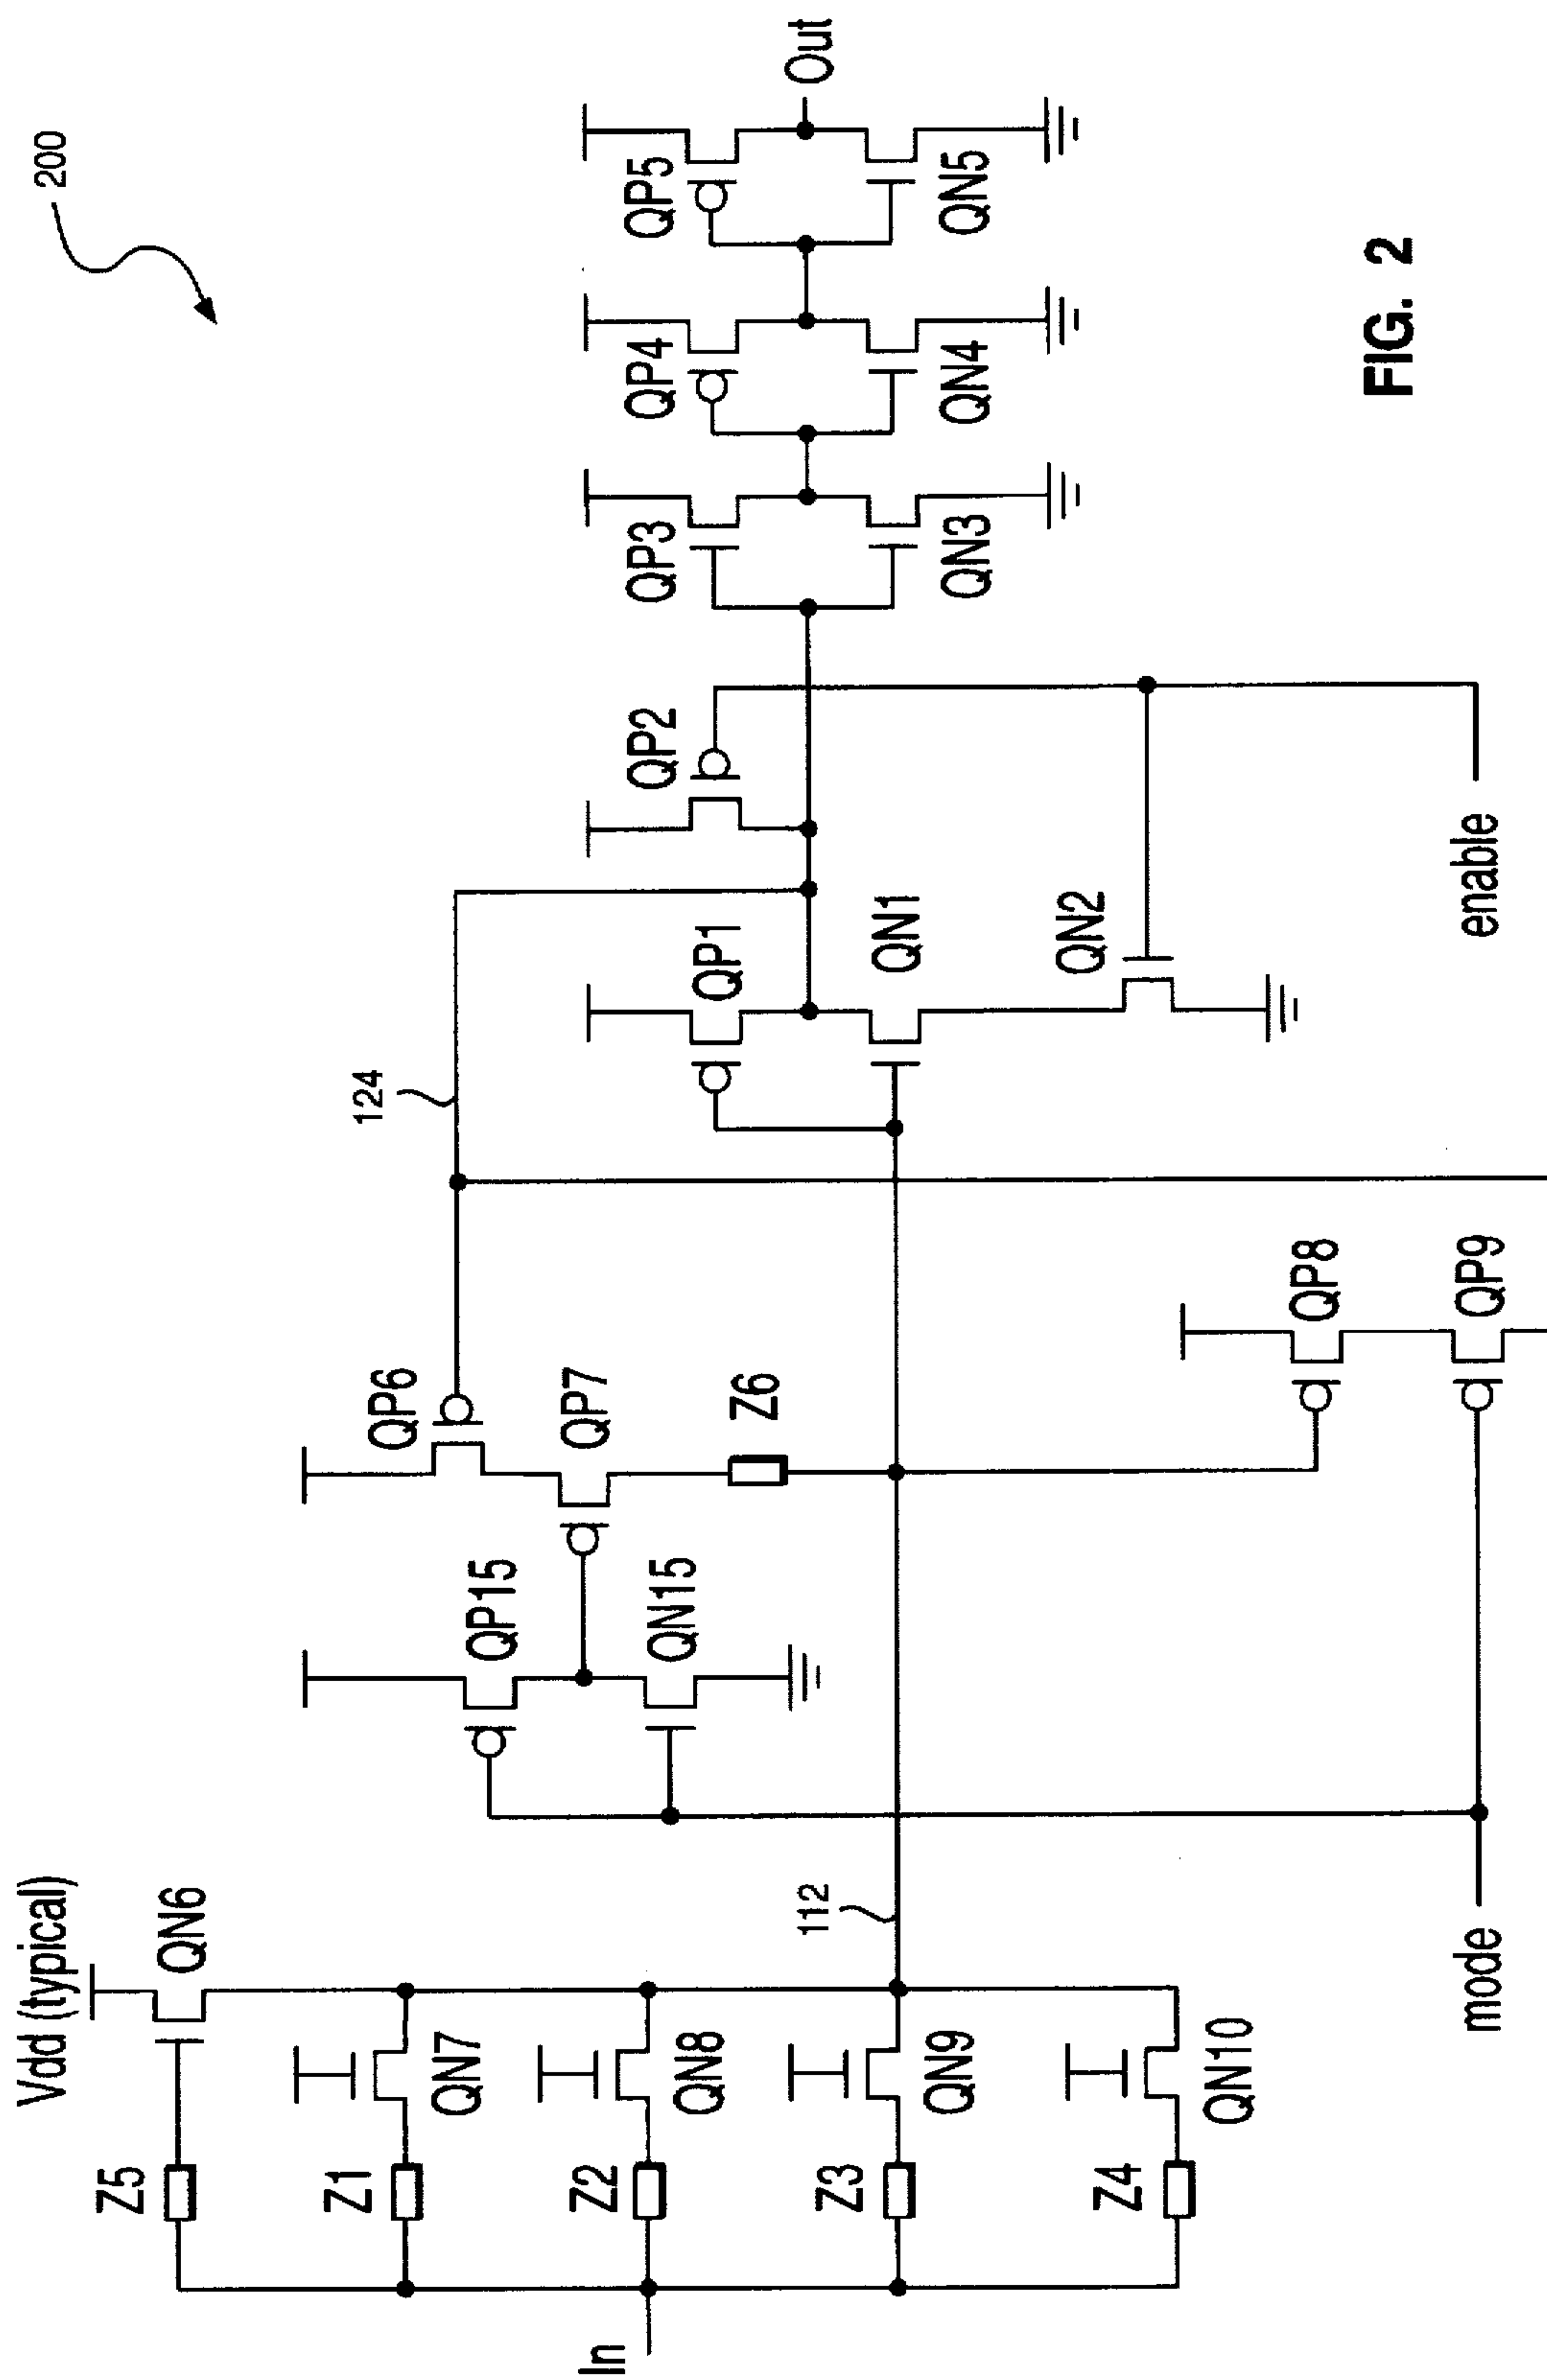 200
Vdd (typical)
Z5
QN6
Z1
QN7
Z2
QN8
Z3
QN9
Z4
QN10
In
112
mode
QP15
QN15
QP6
QP7
Z6
QP8
QP9
124
QP1
QN1
QN2
QP2
enable
QP3
QN3
QP4
QN4
QP5
QN5
Out
FIG. 2